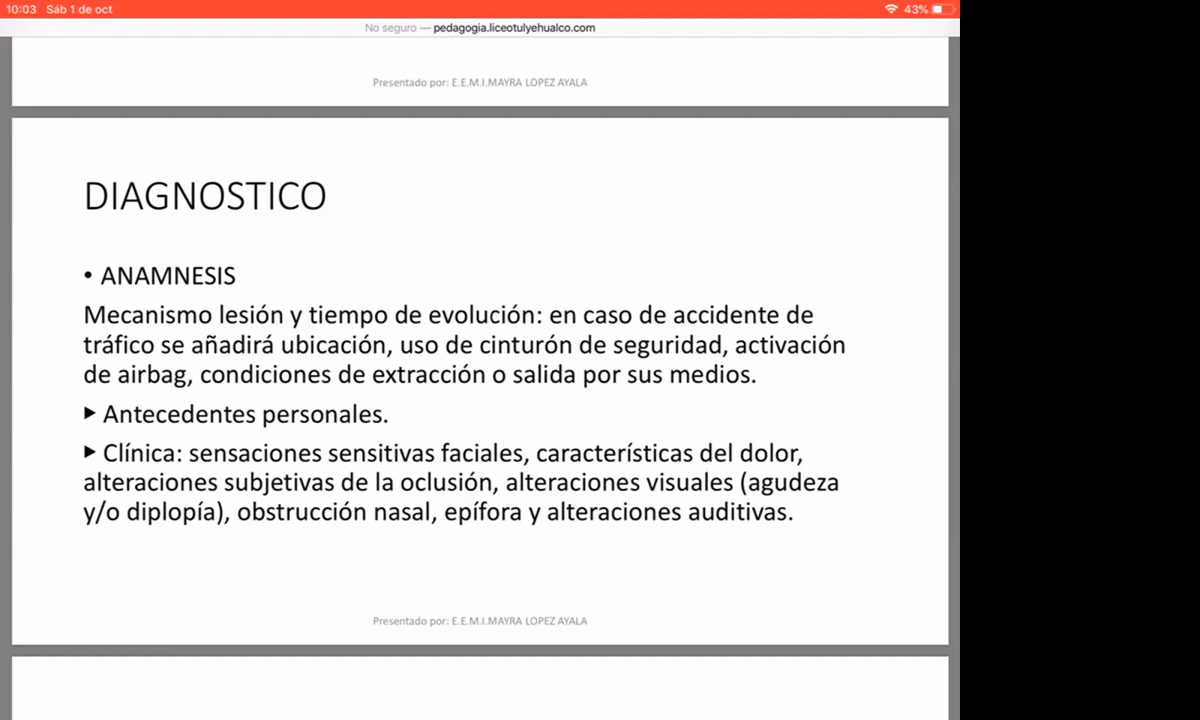 10:03 Sáb 1 de oct
43%
No seguro — pedagogia.liceotulyehualco.com
Presentado por: E.E.M.I.MAYRA LOPEZ AYALA
DIAGNOSTICO
• ANAMNESIS
Mecanismo lesión y tiempo de evolución: en caso de accidente de
tráfico se añadirá ubicación, uso de cinturón de seguridad, activación
de airbag, condiciones de extracción o salida por sus medios.
▶ Antecedentes personales.
▶ Clínica: sensaciones sensitivas faciales, características del dolor,
alteraciones subjetivas de la oclusión, alteraciones visuales (agudeza
y/o diplopía), obstrucción nasal, epífora y alteraciones auditivas.
Presentado por: E.E.M.I.MAYRA LOPEZ AYALA